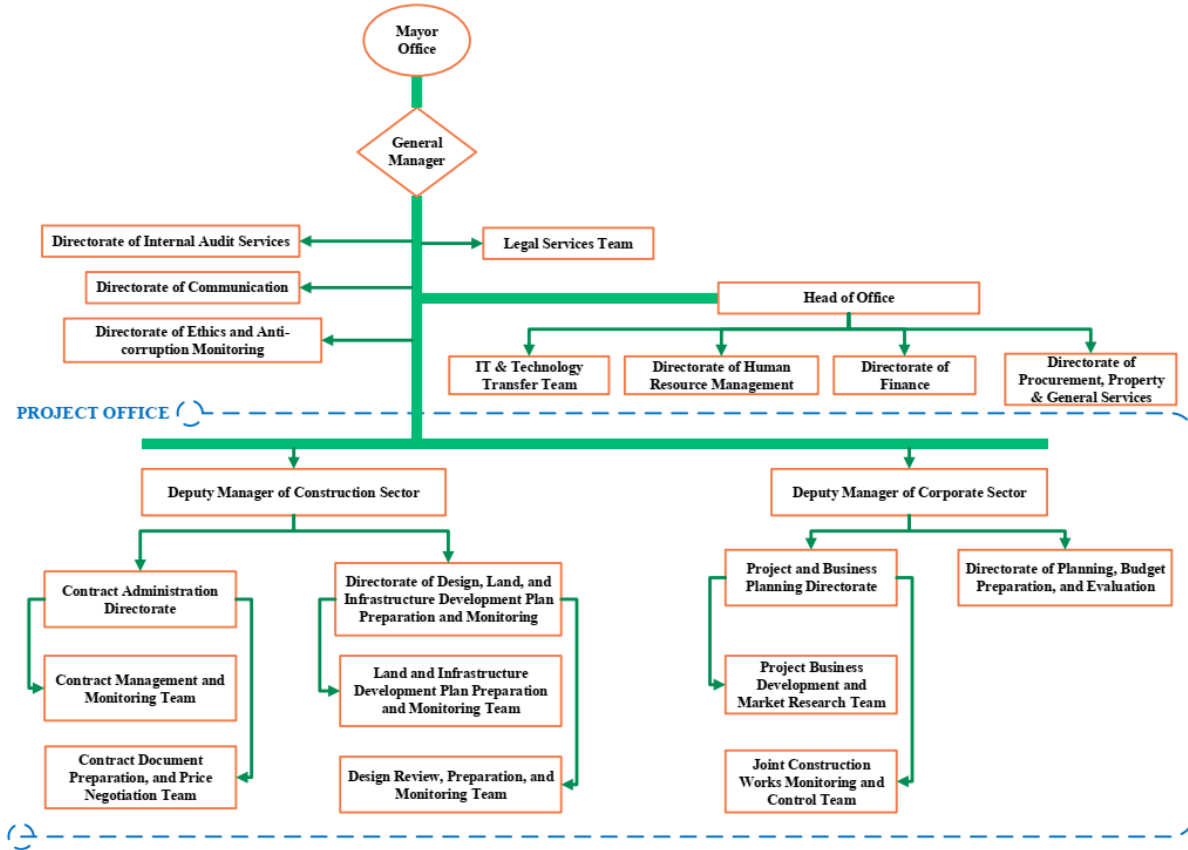 Mayor
Office
General
Manager
Directorate of Internal Audit Services
Legal Services Team
Directorate of Communication
Head of Office
Directorate of Ethics and Anti-
corruption Monitoring
IT & Technology
Transfer Team
Directorate of Human
Resource Management
Directorate of
Finance
Directorate of
Procurement, Property
& General Services
PROJECT OFFICE
Deputy Manager of Construction Sector
Deputy Manager of Corporate Sector
Contract Administration
Directorate
Directorate of Design, Land, and
Infrastructure Development Plan
Preparation and Monitoring
Project and Business
Planning Directorate
Directorate of Planning, Budget
Preparation, and Evaluation
Contract Management and
Monitoring Team
Land and Infrastructure
Development Plan Preparation
and Monitoring Team
Project Business
Development and
Market Research Team
Contract Document
Preparation, and Price
Negotiation Team
Design Review, Preparation, and
Monitoring Team
Joint Construction
Works Monitoring and
Control Team